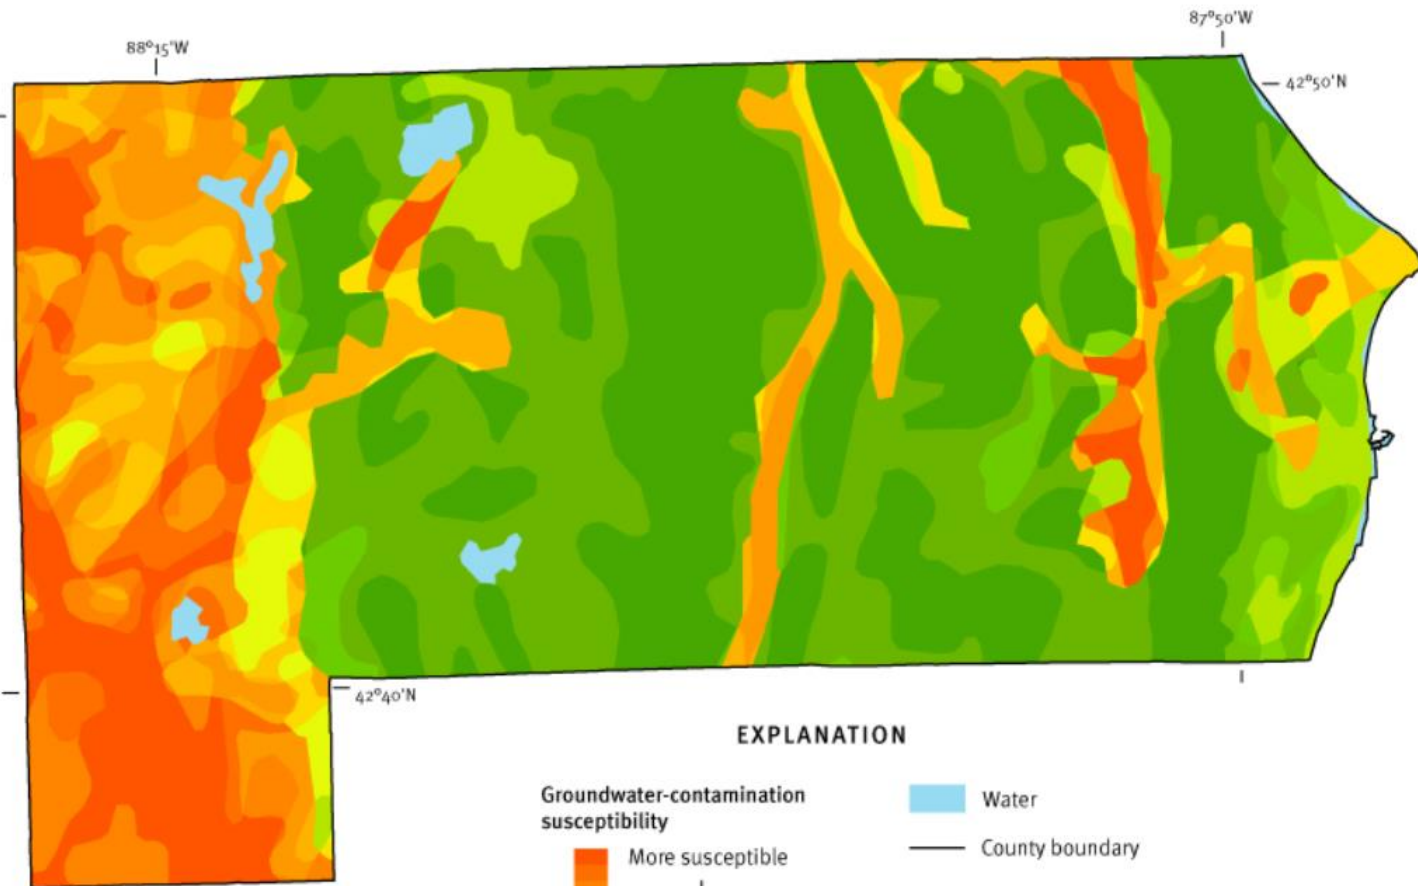 88°15'W
87°50'W
42°50'N
42°40'N
EXPLANATION
Groundwater-contamination
susceptibility
More susceptible
Water
County boundary